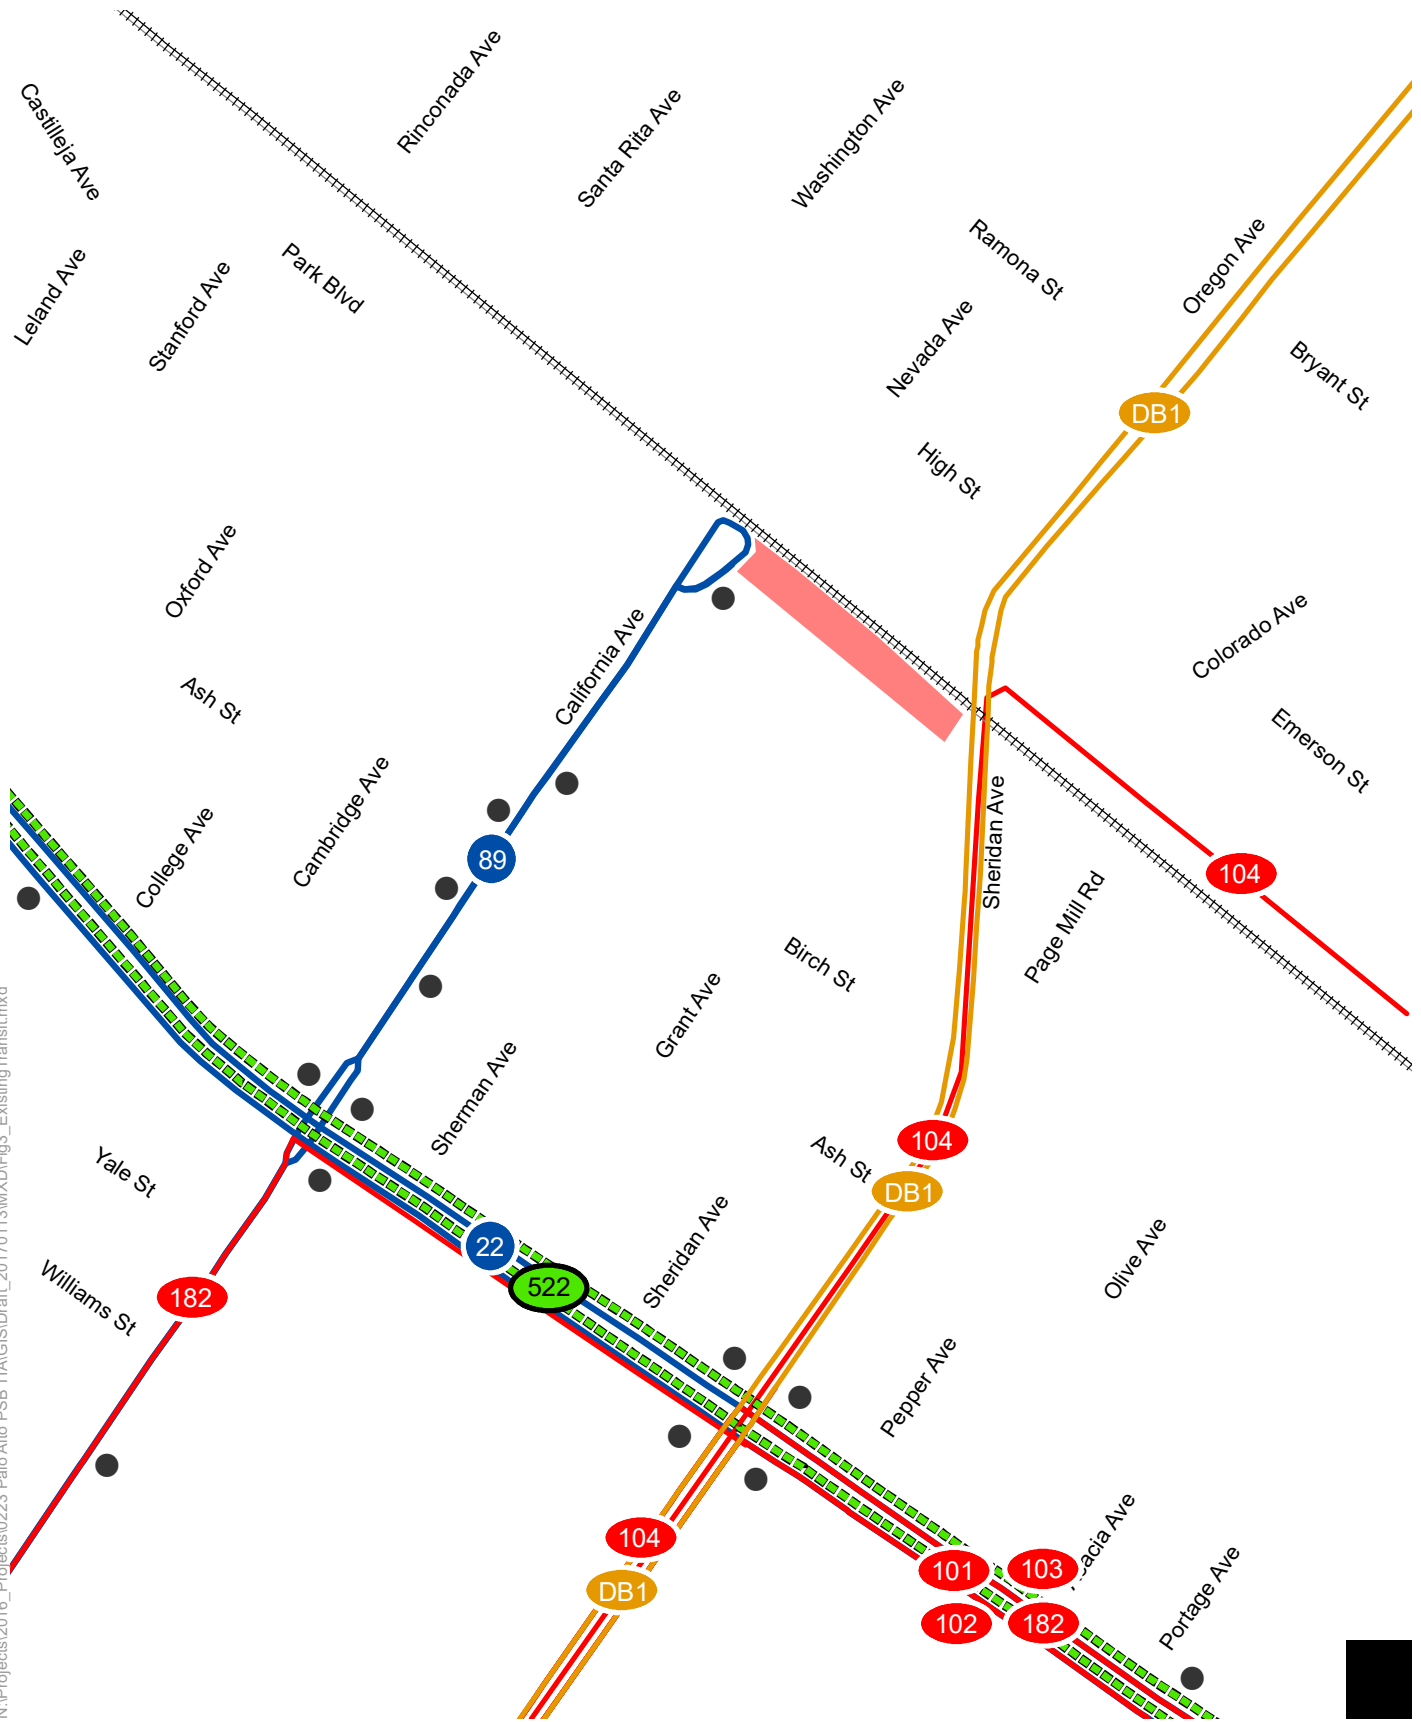 Rinconada Ave
Castilleja Ave
Santa Rita Ave
Washington Ave
Ramona St
Oregon Ave
Leland Ave
Stanford Ave
Park Blvd
Nevada Ave
Bryant St
DB1
High St
Oxford Ave
California Ave
Colorado Ave
Ash St
Emerson St
Cambridge Ave
College Ave
89
Sheridan Ave
104
Page Mill Rd
Birch St
Grant Ave
Sherman Ave
104
Ash St
DB1
Yale St
22
522
Sheridan Ave
Olive Ave
182
Williams St
Pepper Ave
104
DB1
101
103
102
182
Portage Ave